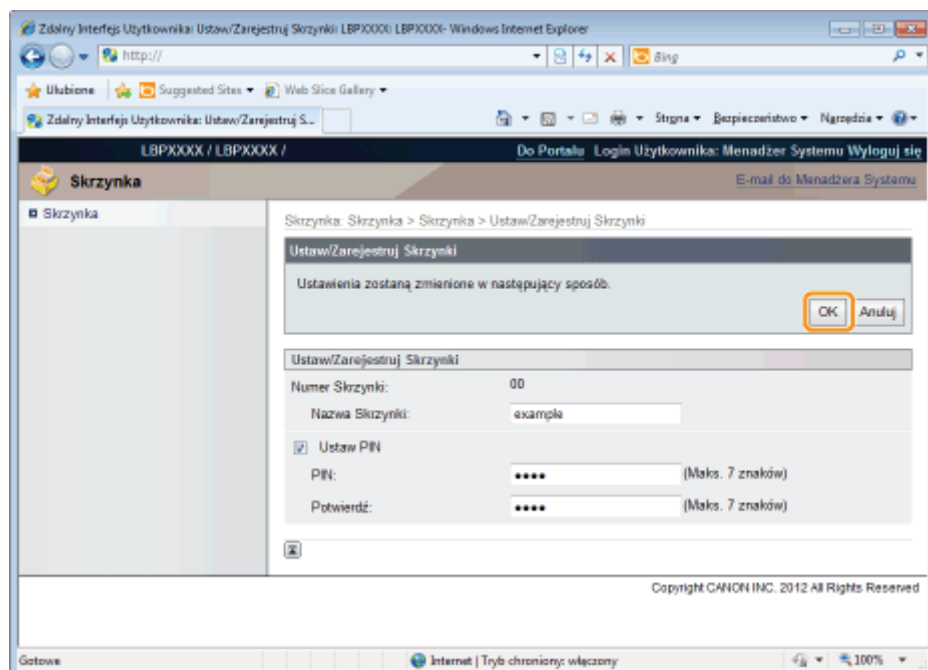 Zdalny Interfejs Użytkownika: Ustaw/Zarejestruj Skrzynki: LBPXXXX: LBPXXXX- Windows Internet Explorer
http://
Bing
Ulubione Suggested Sites Web Slice Gallery
Zdalny Interfejs Użytkownika: Ustaw/Zarejestruj S... Strona Bezpieczeństwo Narzędzia
LBPXXXX / LBPXXXX / Do Portalu Login Użytkownika: Menadżer Systemu Wyloguj się
Skrzynka E-mail do Menadżera Systemu
Skrzynka
Skrzynka: Skrzynka > Skrzynka > Ustaw/Zarejestruj Skrzynki
Ustaw/Zarejestruj Skrzynki
Ustawienia zostaną zmienione w następujący sposób.
OK Anuluj
Ustaw/Zarejestruj Skrzynki
Numer Skrzynki: 00
Nazwa Skrzynki: example
Ustaw PIN
PIN: •••• (Maks. 7 znaków)
Potwierdź: •••• (Maks. 7 znaków)
Copyright CANON INC. 2012 All Rights Reserved
Gotowe Internet | Tryb chroniony: włączony 100%